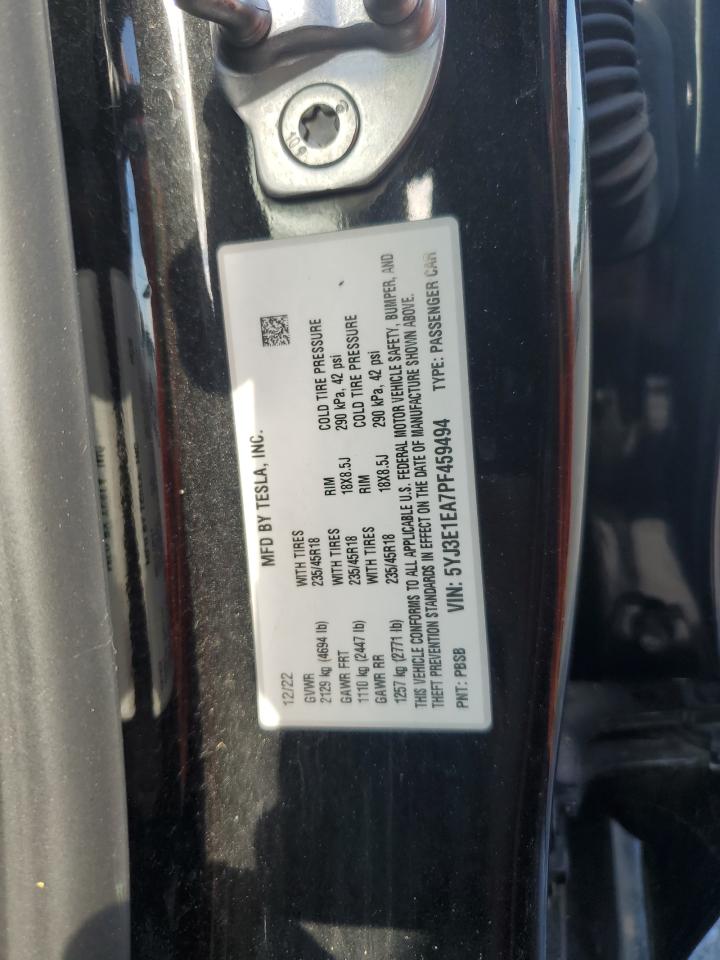 MFD BY TESLA, INC.
12/22
GVWR WITH TIRES RIM COLD TIRE PRESSURE
2129 kg (4694 lb) 235/45R18 18X8.5J 290 kPa, 42 psi
GAWR FRT WITH TIRES RIM COLD TIRE PRESSURE
1110 kg (2447 lb) 235/45R18 18X8.5J 290 kPa, 42 psi
GAWR RR WITH TIRES
1257 kg (2771 lb) 235/45R18
THIS VEHICLE CONFORMS TO ALL APPLICABLE U.S. FEDERAL MOTOR VEHICLE SAFETY, BUMPER, AND
THEFT PREVENTION STANDARDS IN EFFECT ON THE DATE OF MANUFACTURE SHOWN ABOVE.
PNT: PBSB VIN: 5YJ3E1EA7PF459494 TYPE: PASSENGER CAR
10.9